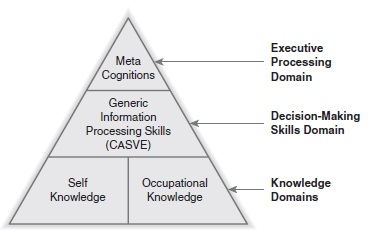 Meta
Cognitions
Executive
Processing
Domain
Generic
Information
Processing Skills
(CASVE)
Decision-Making
Skills Domain
Self
Knowledge
Occupational
Knowledge
Knowledge
Domains